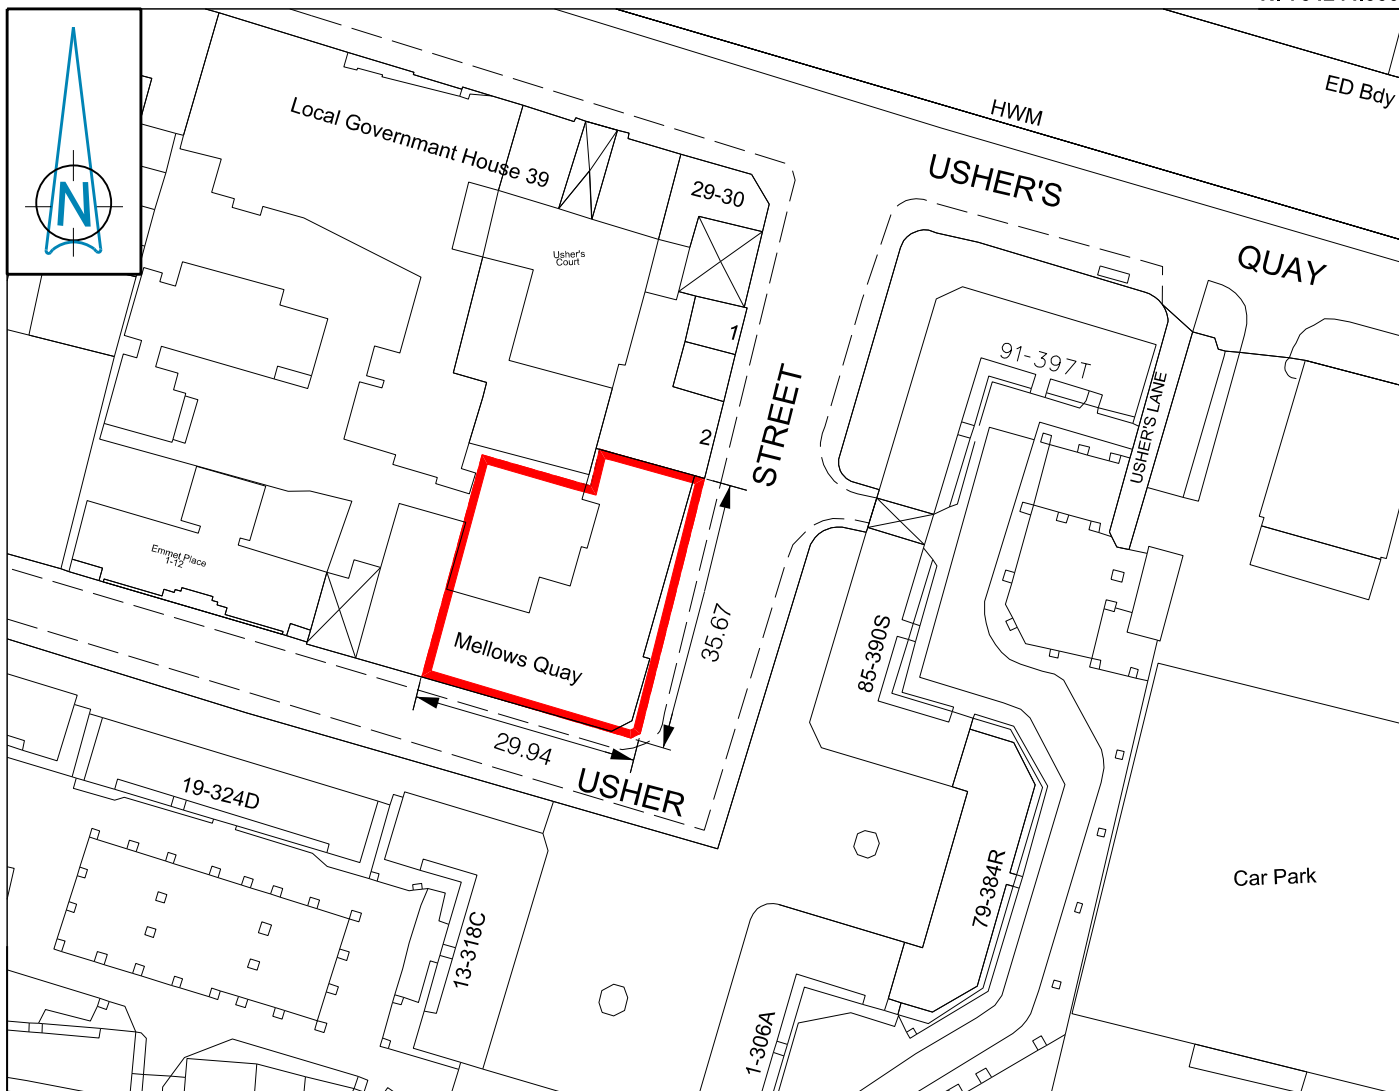 ED Bdy
HWM
Local Governmant House 39
USHER'S
QUAY
29-30
Usher's
Court
1
91-397T
USHER'S LANE
STREET
2
N
Emmet Place
1-12
Mellows Quay
35.67
85-390S
29.94
USHER
19-324D
79-384R
Car Park
13-318C
1-306A